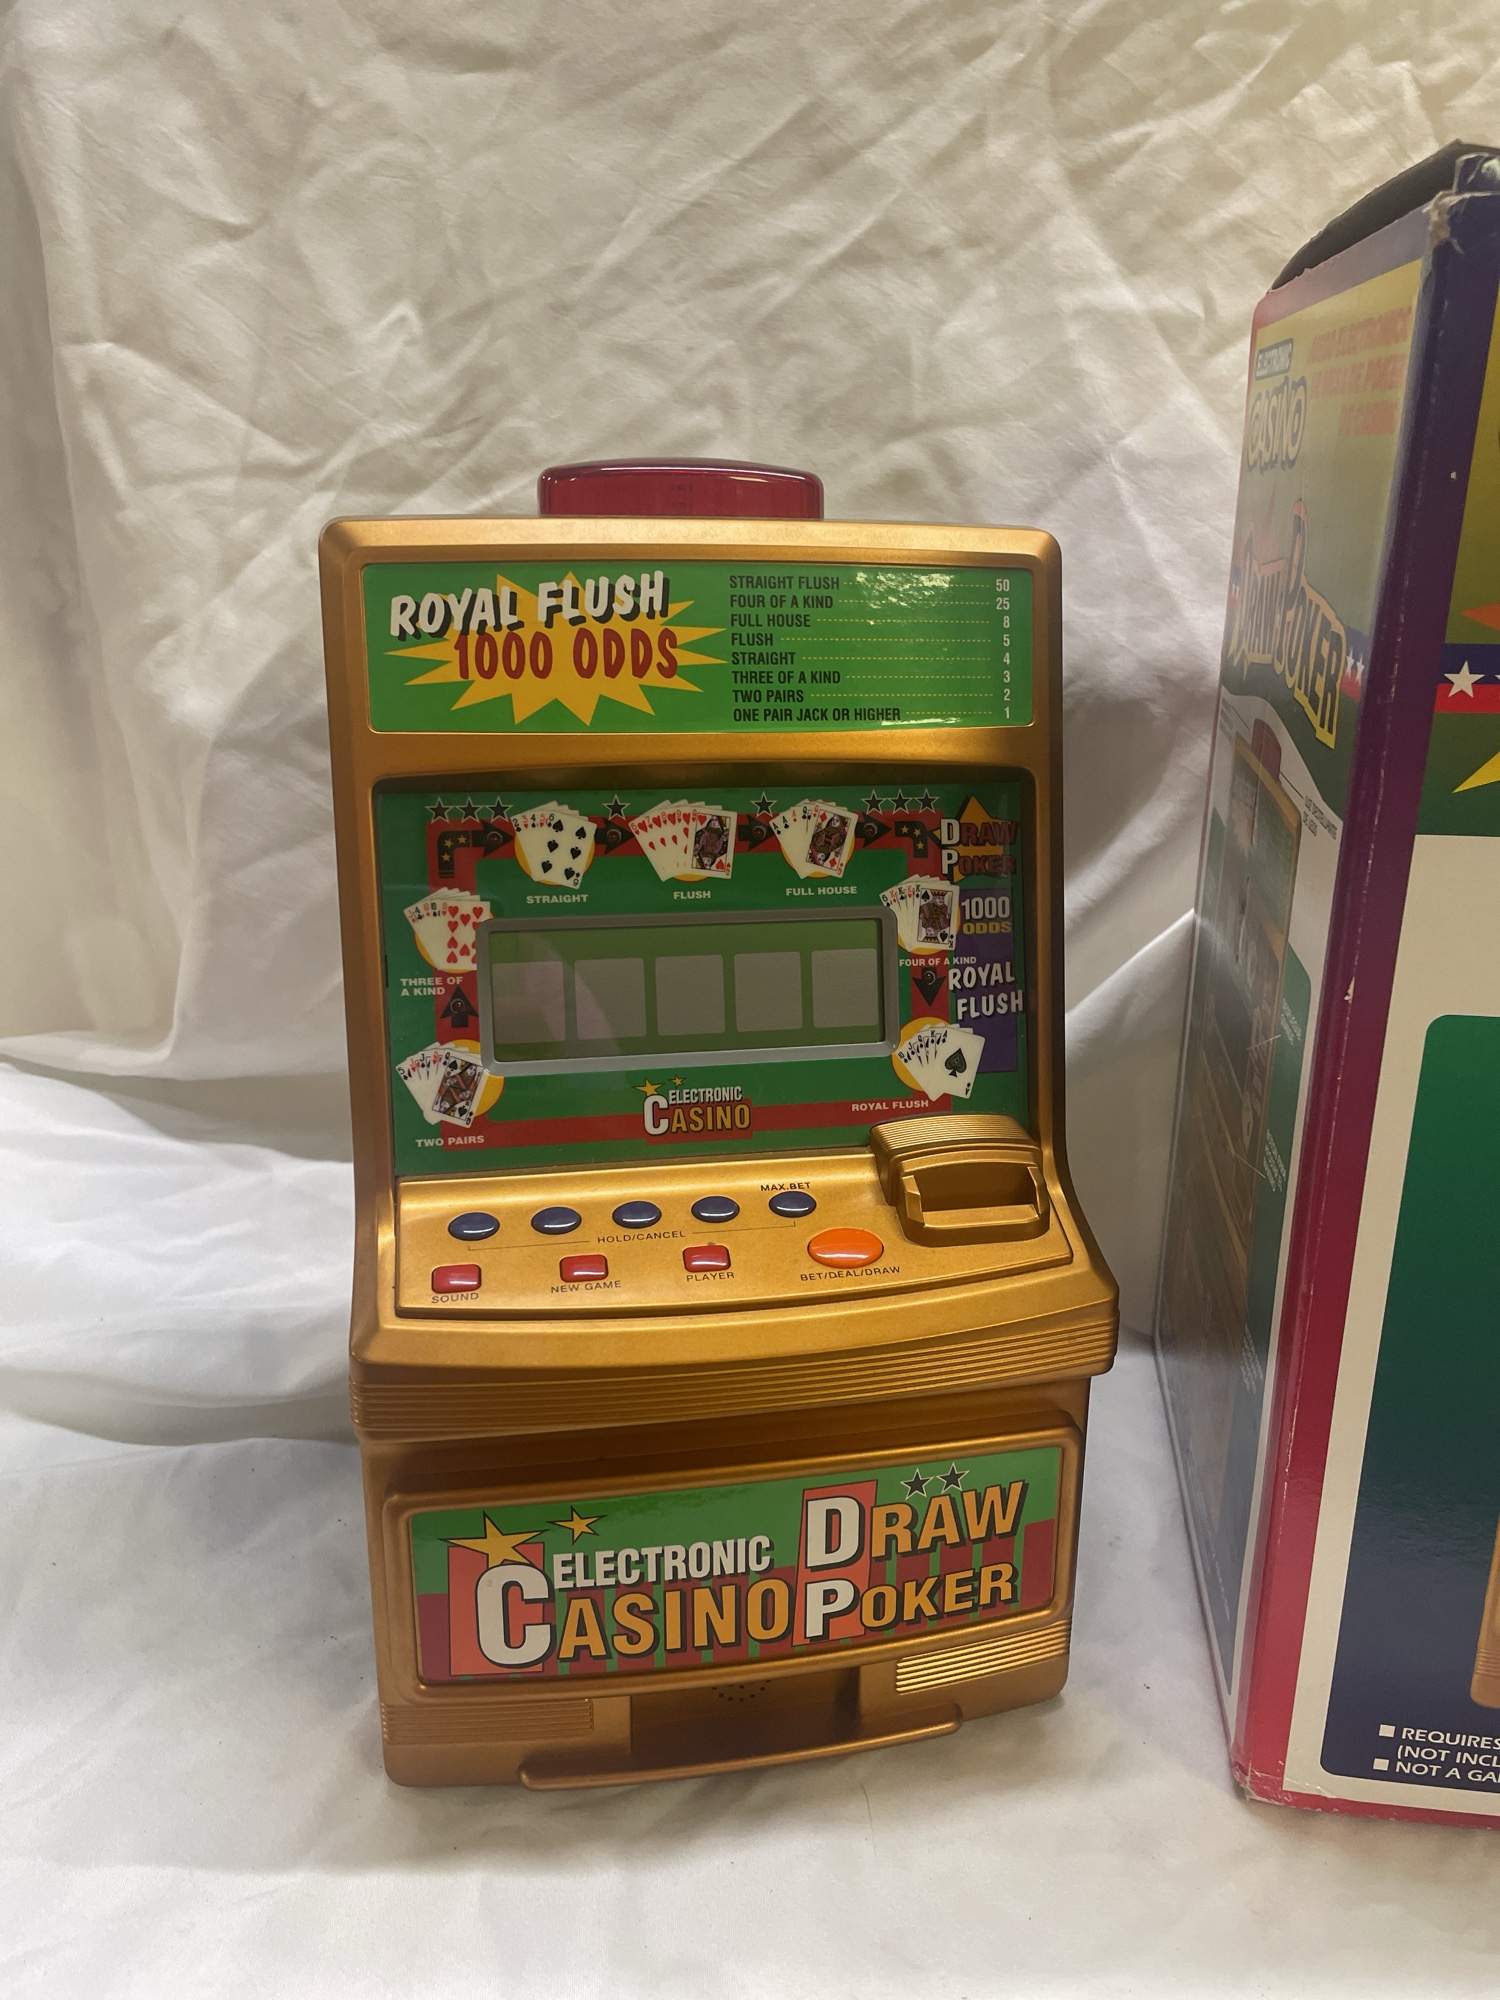 ROYAL FLUSH
1000 ODDS
STRAIGHT FLUSH 50
FOUR OF A KIND 25
FULL HOUSE 8
FLUSH 5
STRAIGHT 4
THREE OF A KIND 3
TWO PAIRS 2
ONE PAIR JACK OR HIGHER 1
STRAIGHT
FLUSH
FULL HOUSE
DRAW
POKER
1000
ODDS
ROYAL
FLUSH
FOUR OF A KIND
THREE OF
A KIND
TWO PAIRS
ROYAL FLUSH
ELECTRONIC
CASINO
MAX.BET
HOLD/CANCEL
SOUND
NEW GAME
PLAYER
BET/DEAL/DRAW
ELECTRONIC
CASINO
DRAW
POKER
ELECTRONIC
CASINO
DRAW POKER
REQUIRES
(NOT INCL
NOT A GA